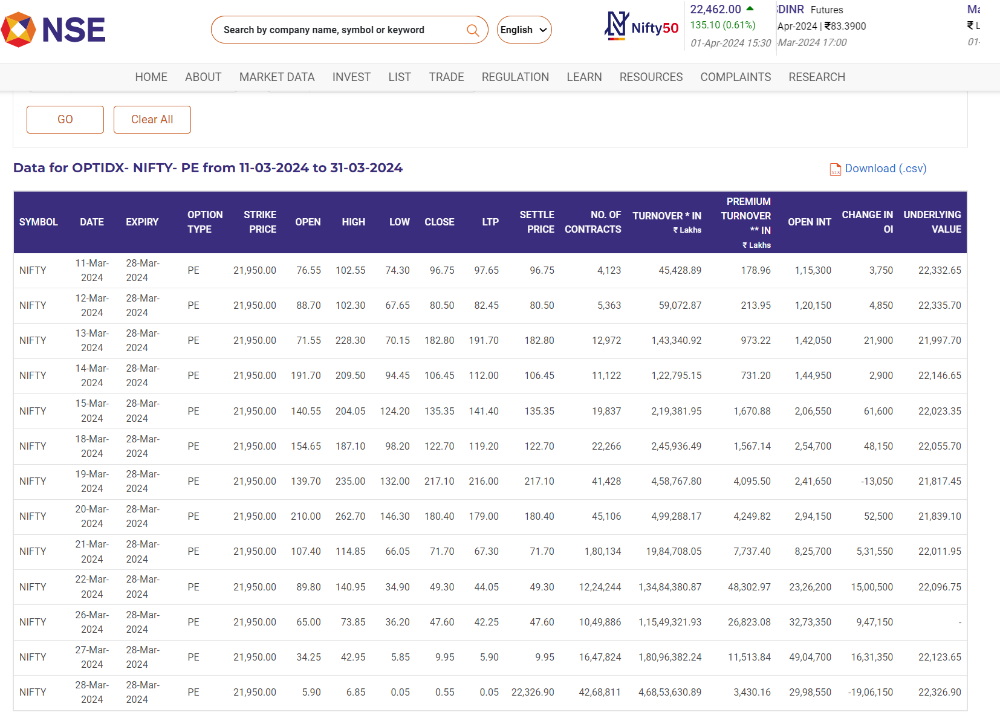 NSE
Search by company name, symbol or keyword
English
Nifty50
22,462.00
135.10 (0.61%)
01-Apr-2024 15:30
DINR Futures
Apr-2024 | ₹83.3900
-Mar-2024 17:00
₹ L
01-
HOME ABOUT MARKET DATA INVEST LIST TRADE REGULATION LEARN RESOURCES COMPLAINTS RESEARCH
GO Clear All
Data for OPTIDX- NIFTY- PE from 11-03-2024 to 31-03-2024
XLS Download (.csv)
SYMBOL DATE EXPIRY OPTION TYPE STRIKE PRICE OPEN HIGH LOW CLOSE LTP SETTLE PRICE NO. OF CONTRACTS TURNOVER * IN ₹ Lakhs PREMIUM TURNOVER ** IN ₹ Lakhs OPEN INT CHANGE IN OI UNDERLYING VALUE
NIFTY 11-Mar-2024 28-Mar-2024 PE 21,950.00 76.55 102.55 74.30 96.75 97.65 96.75 4,123 45,428.89 178.96 1,15,300 3,750 22,332.65
NIFTY 12-Mar-2024 28-Mar-2024 PE 21,950.00 88.70 102.30 67.65 80.50 82.45 80.50 5,363 59,072.87 213.95 1,20,150 4,850 22,335.70
NIFTY 13-Mar-2024 28-Mar-2024 PE 21,950.00 71.55 228.30 70.15 182.80 191.70 182.80 12,972 1,43,340.92 973.22 1,42,050 21,900 21,997.70
NIFTY 14-Mar-2024 28-Mar-2024 PE 21,950.00 191.70 209.50 94.45 106.45 112.00 106.45 11,122 1,22,795.15 731.20 1,44,950 2,900 22,146.65
NIFTY 15-Mar-2024 28-Mar-2024 PE 21,950.00 140.55 204.05 124.20 135.35 141.40 135.35 19,837 2,19,381.95 1,670.88 2,06,550 61,600 22,023.35
NIFTY 18-Mar-2024 28-Mar-2024 PE 21,950.00 154.65 187.10 98.20 122.70 119.20 122.70 22,266 2,45,936.49 1,567.14 2,54,700 48,150 22,055.70
NIFTY 19-Mar-2024 28-Mar-2024 PE 21,950.00 139.70 235.00 132.00 217.10 216.00 217.10 41,428 4,58,767.80 4,095.50 2,41,650 -13,050 21,817.45
NIFTY 20-Mar-2024 28-Mar-2024 PE 21,950.00 210.00 262.70 146.30 180.40 179.00 180.40 45,106 4,99,288.17 4,249.82 2,94,150 52,500 21,839.10
NIFTY 21-Mar-2024 28-Mar-2024 PE 21,950.00 107.40 114.85 66.05 71.70 67.30 71.70 1,80,134 19,84,708.05 7,737.40 8,25,700 5,31,550 22,011.95
NIFTY 22-Mar-2024 28-Mar-2024 PE 21,950.00 89.80 140.95 34.90 49.30 44.05 49.30 12,24,244 1,34,84,380.87 48,302.97 23,26,200 15,00,500 22,096.75
NIFTY 26-Mar-2024 28-Mar-2024 PE 21,950.00 65.00 73.85 36.20 47.60 42.25 47.60 10,49,886 1,15,49,321.93 26,823.08 32,73,350 9,47,150 -
NIFTY 27-Mar-2024 28-Mar-2024 PE 21,950.00 34.25 42.95 5.85 9.95 5.90 9.95 16,47,824 1,80,96,382.24 11,513.84 49,04,700 16,31,350 22,123.65
NIFTY 28-Mar-2024 28-Mar-2024 PE 21,950.00 5.90 6.85 0.05 0.55 0.05 22,326.90 42,68,811 4,68,53,630.89 3,430.16 29,98,550 -19,06,150 22,326.90